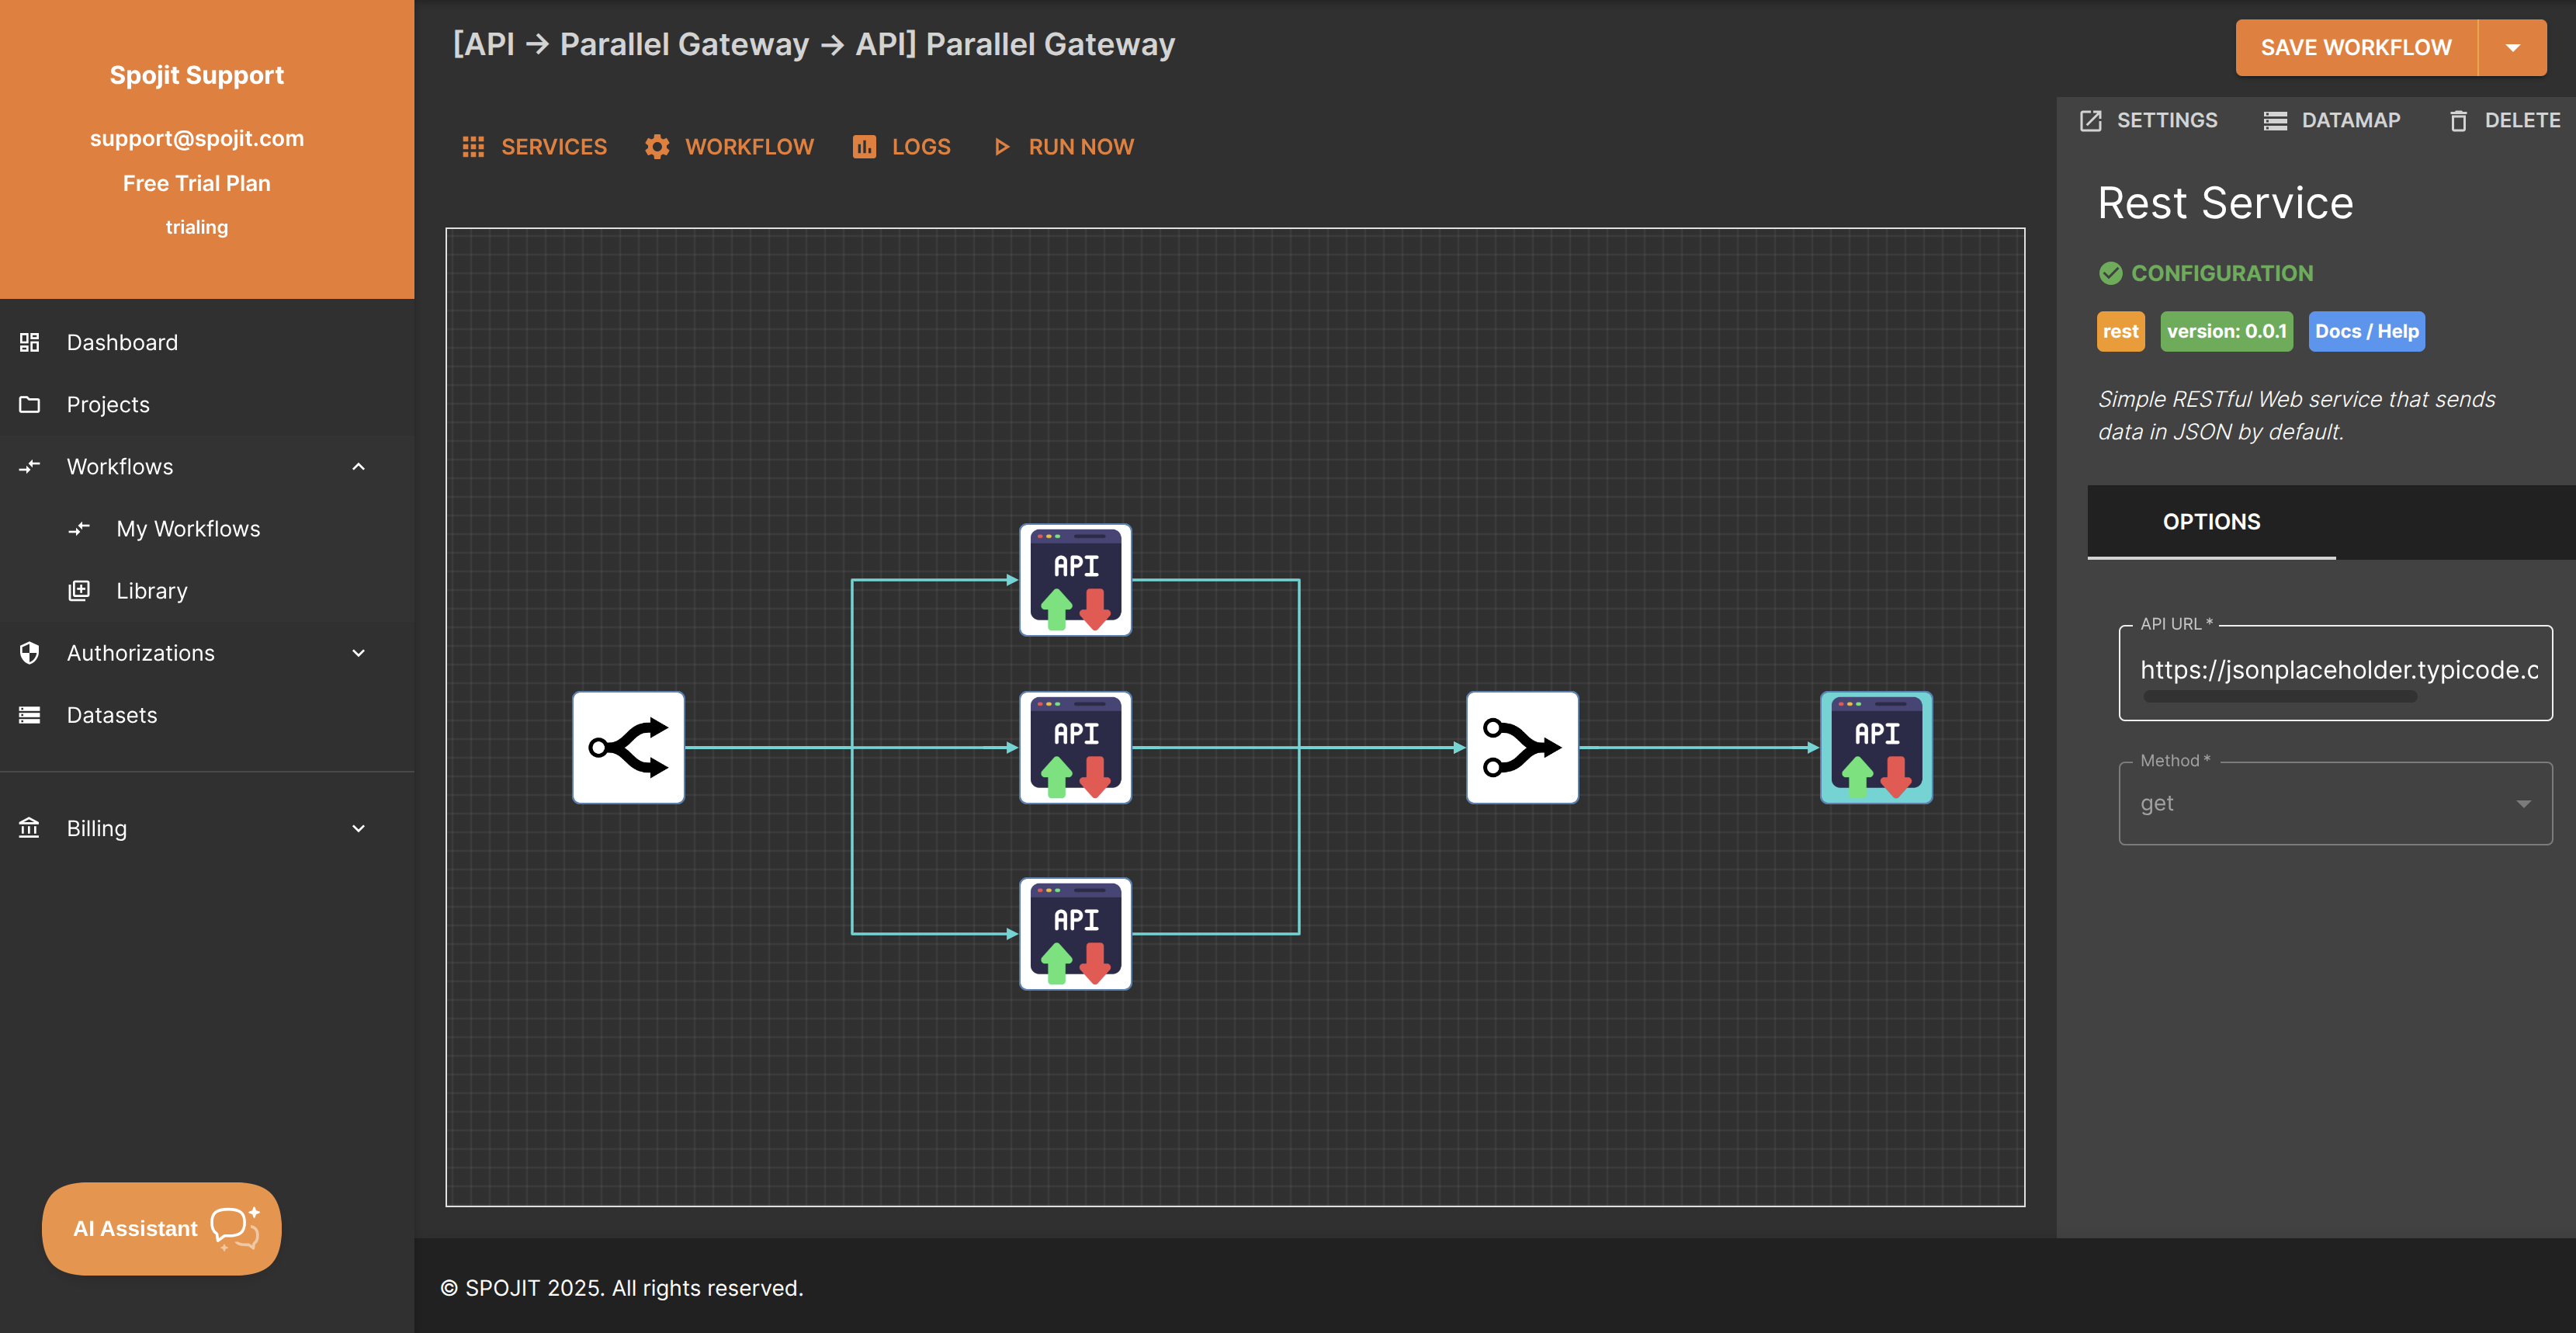 Spojit Support
support@spojit.com
Free Trial Plan
trialing
Dashboard
Projects
Workflows
My Workflows
Library
Authorizations
Datasets
Billing
AI Assistant
[API → Parallel Gateway → API] Parallel Gateway
SAVE WORKFLOW
SERVICES WORKFLOW LOGS RUN NOW
API
API
API
API
SETTINGS DATAMAP DELETE
Rest Service
CONFIGURATION
rest version: 0.0.1 Docs / Help
Simple RESTful Web service that sends
data in JSON by default.
OPTIONS
API URL *
https://jsonplaceholder.typicode.c
Method *
get
© SPOJIT 2025. All rights reserved.